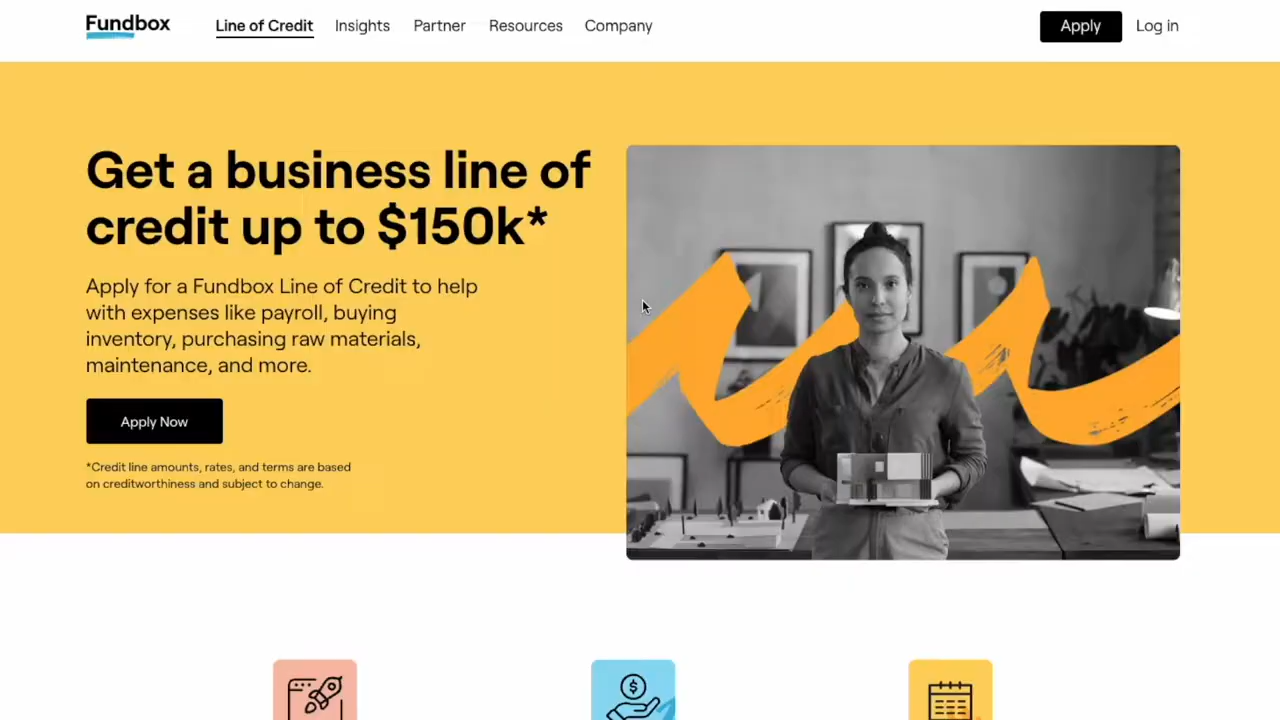 Fundbox
Line of Credit
Insights
Partner
Resources
Company
Apply
Log in
Get a business line of
credit up to $150k*
Apply for a Fundbox Line of Credit to help
with expenses like payroll, buying
inventory, purchasing raw materials,
maintenance, and more.
Apply Now
*Credit line amounts, rates, and terms are based
on creditworthiness and subject to change.
$